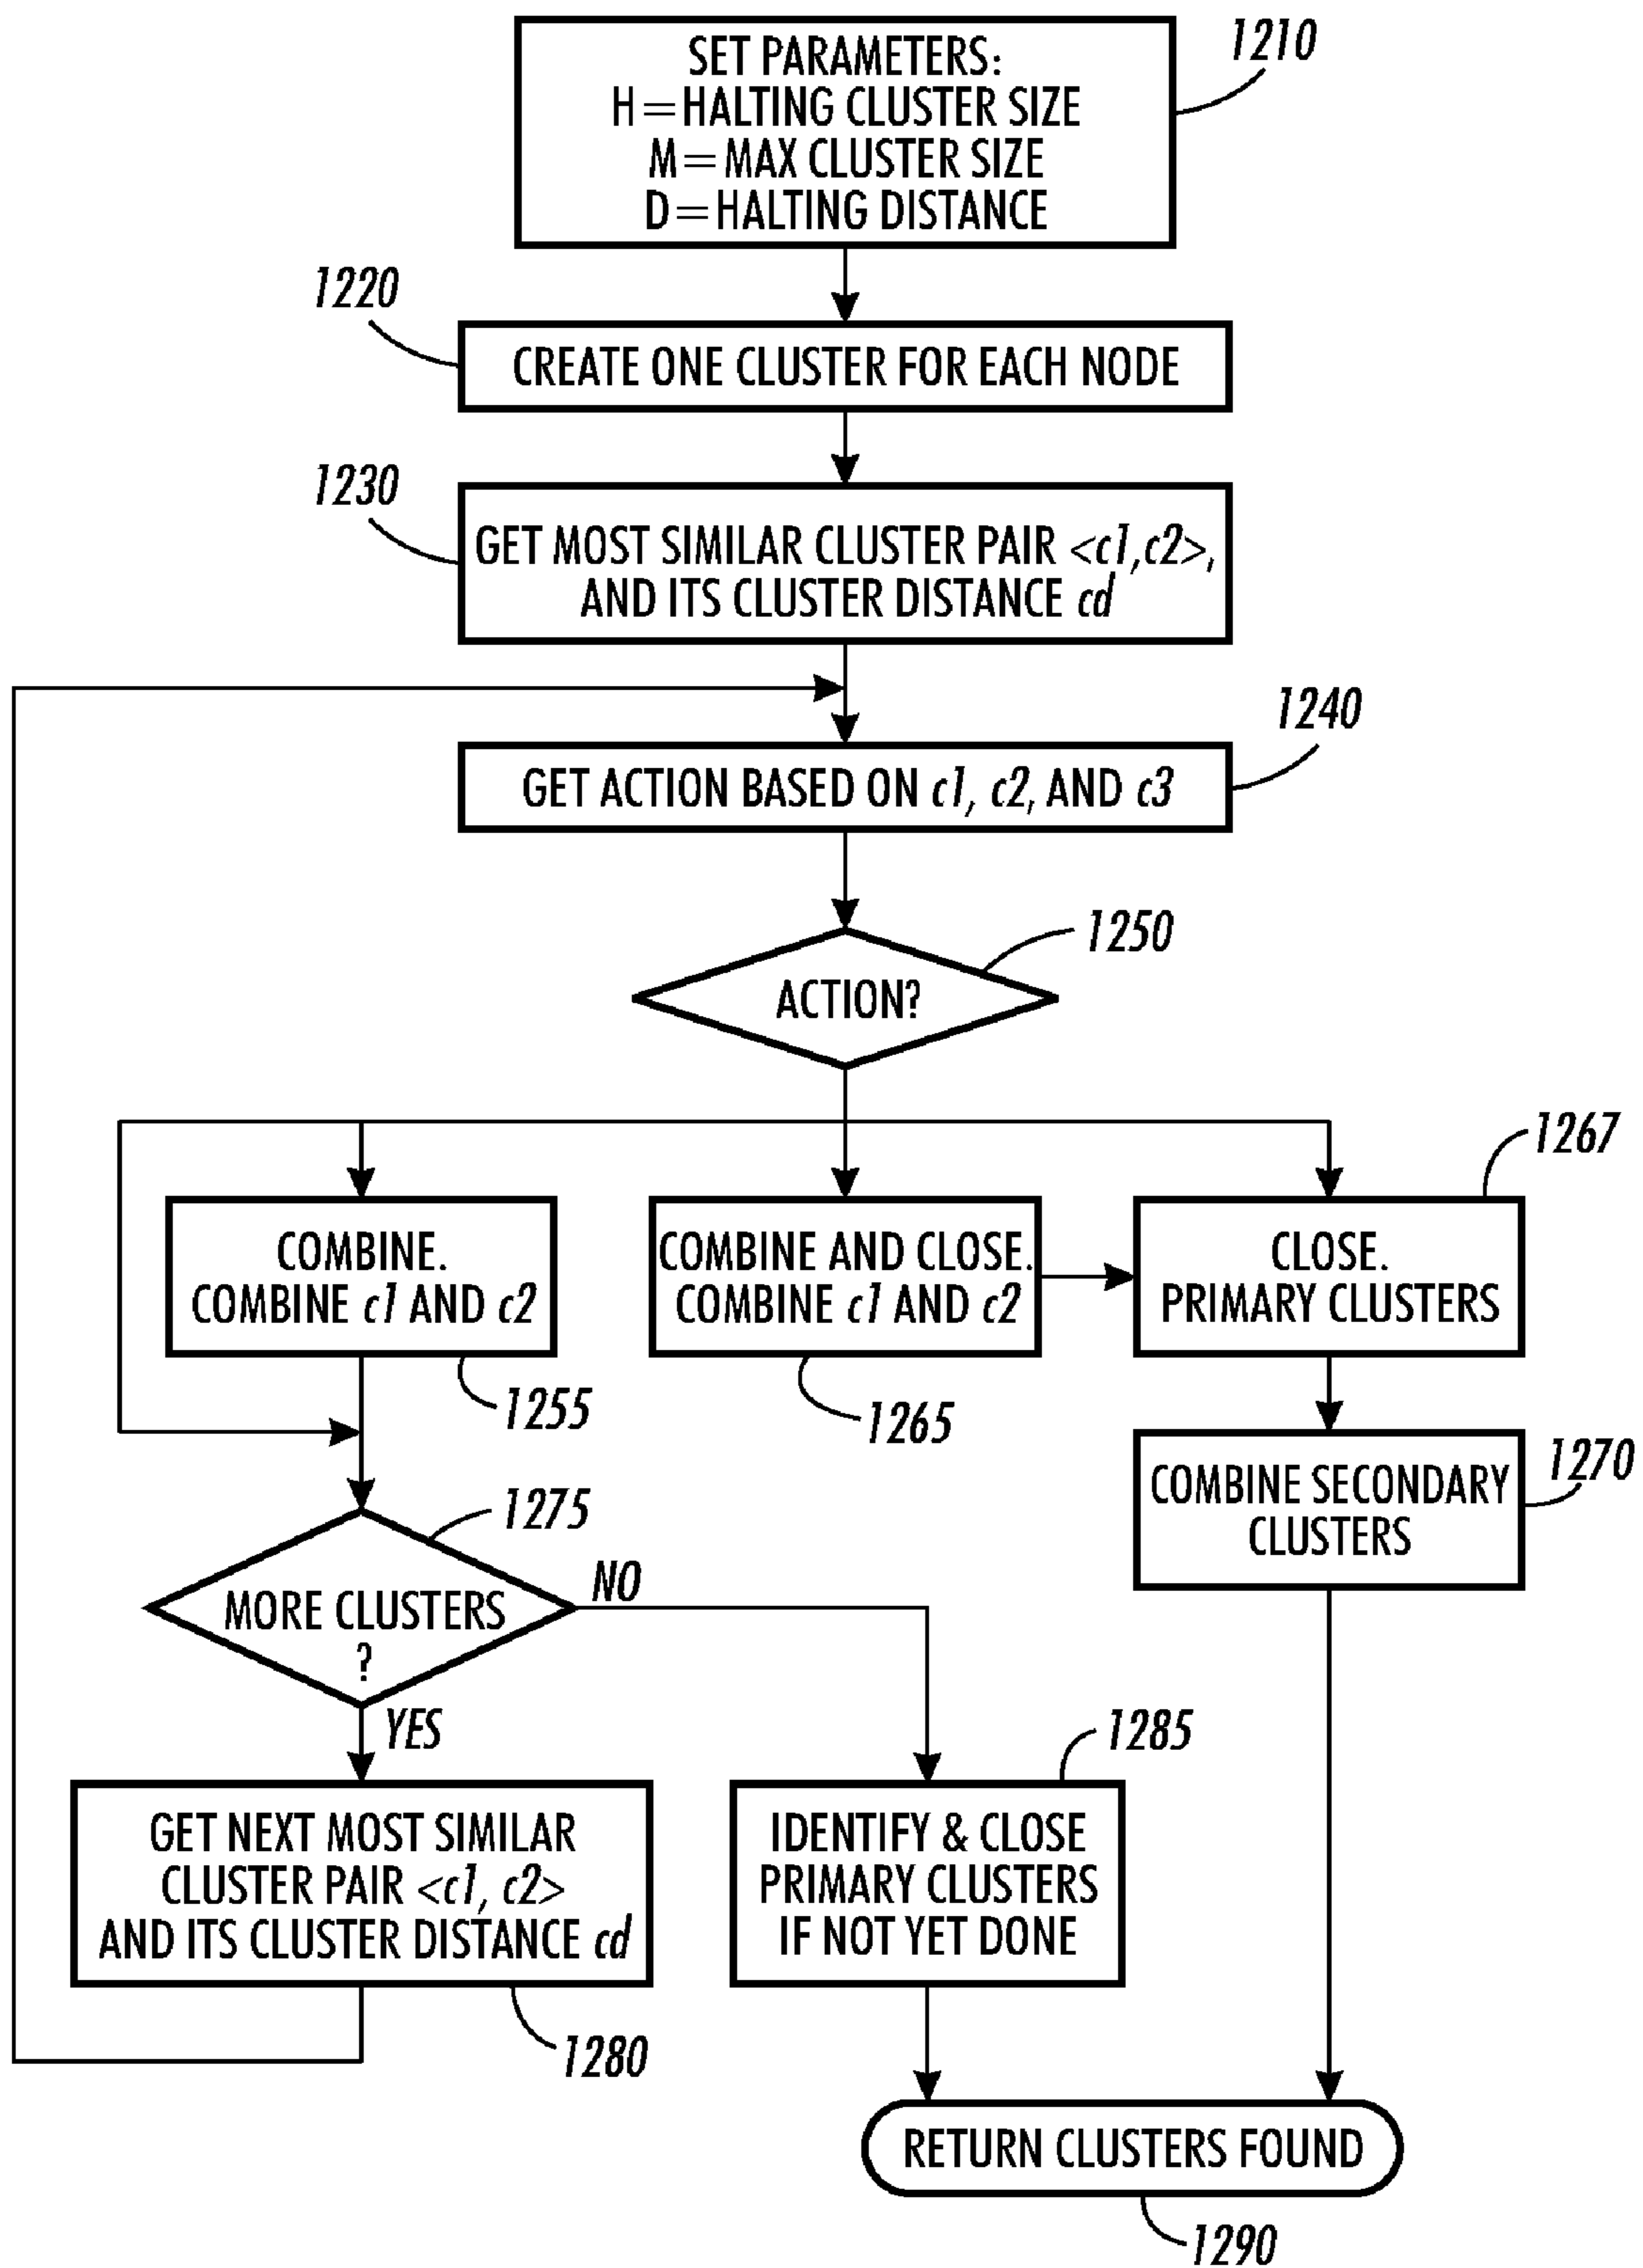 SET PARAMETERS:
H=HALTING CLUSTER SIZE
M=MAX CLUSTER SIZE
D=HALTING DISTANCE
1210
1220
CREATE ONE CLUSTER FOR EACH NODE
1230
GET MOST SIMILAR CLUSTER PAIR <c1,c2>,
AND ITS CLUSTER DISTANCE cd
1240
GET ACTION BASED ON c1, c2, AND c3
1250
ACTION?
1267
COMBINE.
COMBINE c1 AND c2
1255
COMBINE AND CLOSE.
COMBINE c1 AND c2
1265
CLOSE.
PRIMARY CLUSTERS
1270
COMBINE SECONDARY
CLUSTERS
1275
MORE CLUSTERS
?
NO
YES
1285
GET NEXT MOST SIMILAR
CLUSTER PAIR <c1, c2>
AND ITS CLUSTER DISTANCE cd
1280
IDENTIFY & CLOSE
PRIMARY CLUSTERS
IF NOT YET DONE
RETURN CLUSTERS FOUND
1290